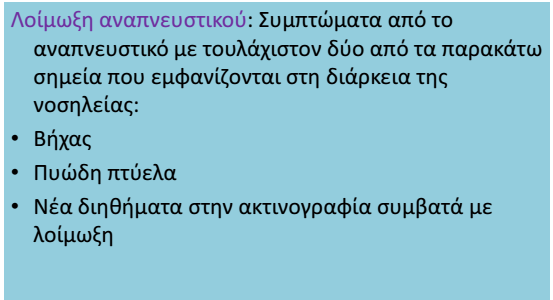 Λοίμωξη αναπνευστικού: Συμπτώματα από το
αναπνευστικό με τουλάχιστον δύο από τα παρακάτω
σημεία που εμφανίζονται στη διάρκεια της
νοσηλείας:
• Βήχας
• Πυώδη πτύελα
• Νέα διηθήματα στην ακτινογραφία συμβατά με
λοίμωξη